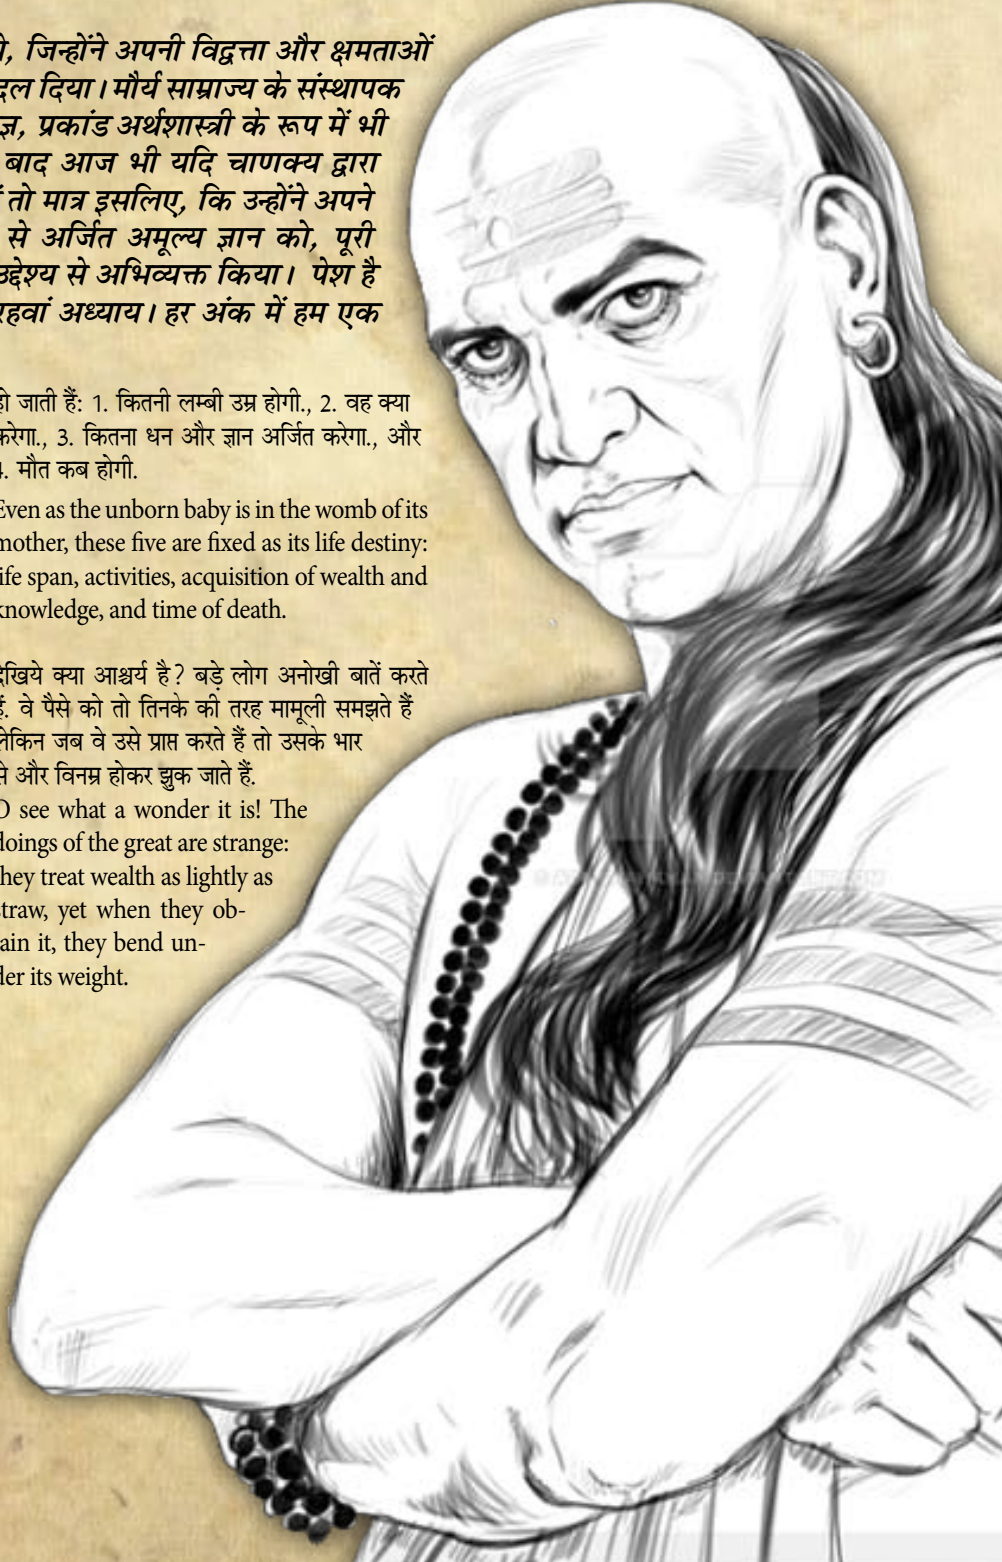 जिन्होंने अपनी विद्वत्ता और क्षमताओं
दिया। मौर्य साम्राज्य के संस्थापक
प्रकांड अर्थशास्त्री के रूप में भी
बाद आज भी यदि चाणक्य द्वारा
तो मात्र इसलिए, कि उन्होंने अपने
से अर्जित अमूल्य ज्ञान को, पूरी
उद्देश्य से अभिव्यक्त किया। पेश है
अध्याय। हर अंक में हम एक
हो जाती हैं: 1. कितनी लम्बी उम्र होगी., 2. वह क्या
करेगा., 3. कितना धन और ज्ञान अर्जित करेगा., और
4. मौत कब होगी.
Even as the unborn baby is in the womb of its
mother, these five are fixed as its life destiny:
life span, activities, acquisition of wealth and
knowledge, and time of death.
देखिये क्या आश्चर्य है? बड़े लोग अनोखी बातें करते
हैं. वे पैसे को तो तिनके की तरह मामूली समझते हैं
लेकिन जब वे उसे प्राप्त करते हैं तो उसके भार
से और विनम्र होकर झुक जाते हैं.
O see what a wonder it is! The
doings of the great are strange:
they treat wealth as lightly as
straw, yet when they ob-
tain it, they bend un-
der its weight.